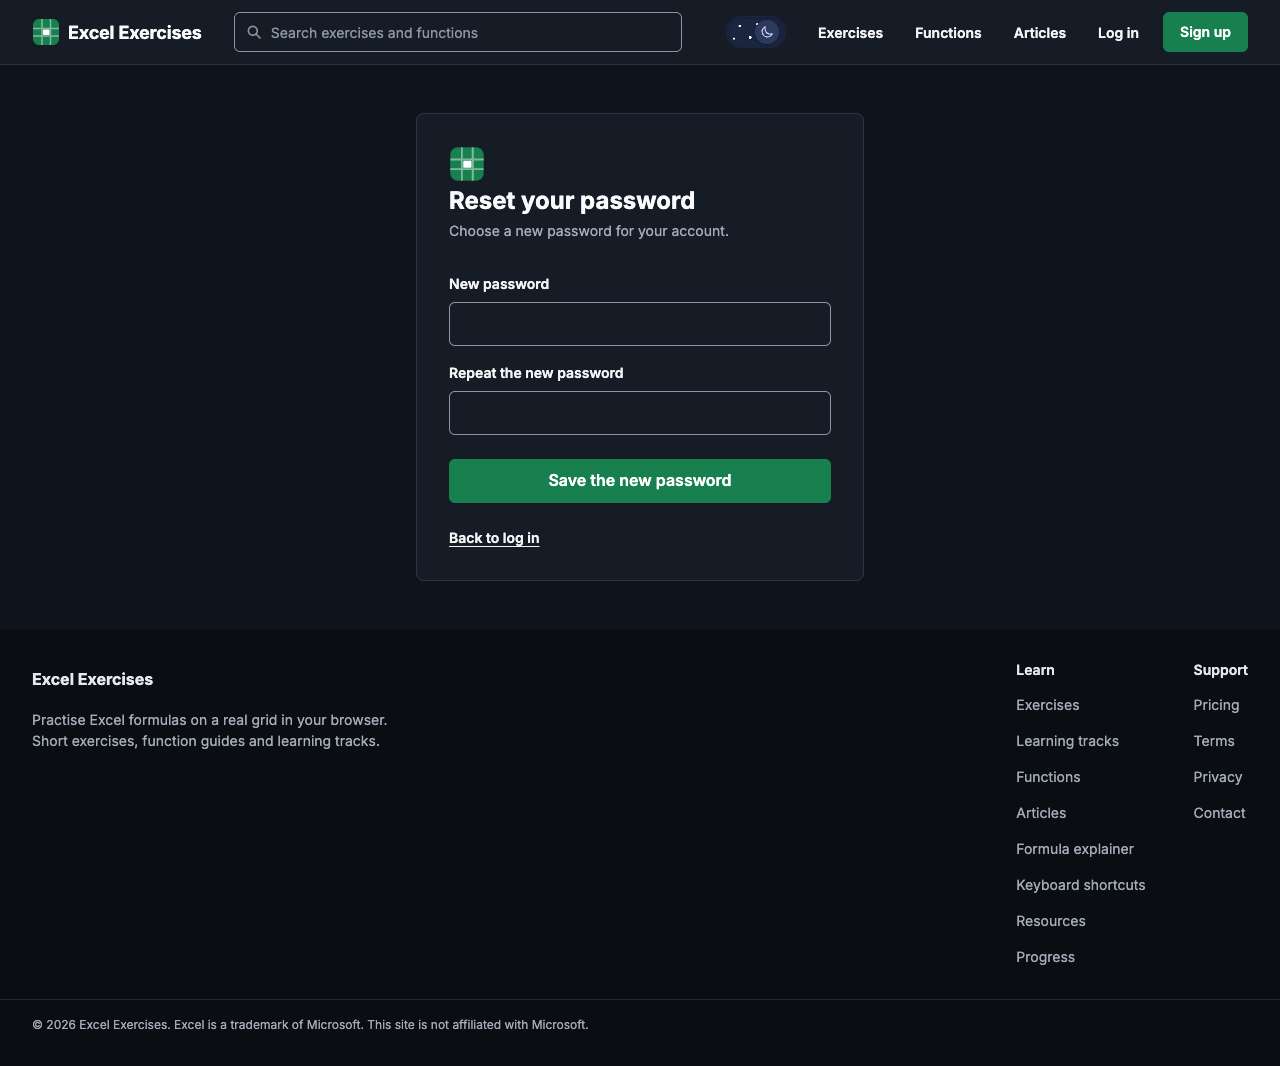 Excel Exercises
Search exercises and functions
Exercises
Functions
Articles
Log in
Sign up
Reset your password
Choose a new password for your account.
New password
Repeat the new password
Save the new password
Back to log in
Excel Exercises
Practise Excel formulas on a real grid in your browser.
Short exercises, function guides and learning tracks.
Learn
Exercises
Learning tracks
Functions
Articles
Formula explainer
Keyboard shortcuts
Resources
Progress
Support
Pricing
Terms
Privacy
Contact
© 2026 Excel Exercises. Excel is a trademark of Microsoft. This site is not affiliated with Microsoft.